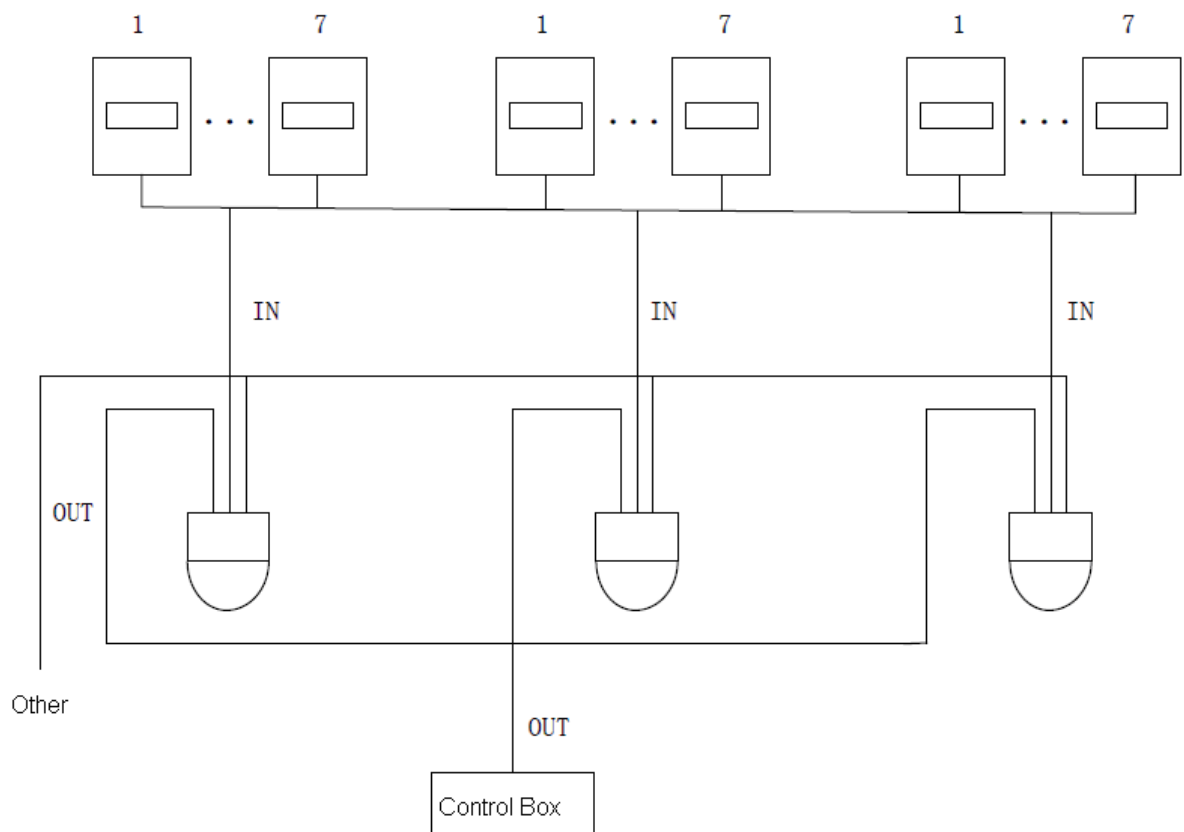 1 7 1 7 1 7
... ... ...
IN IN IN
OUT
Other
OUT
Control Box